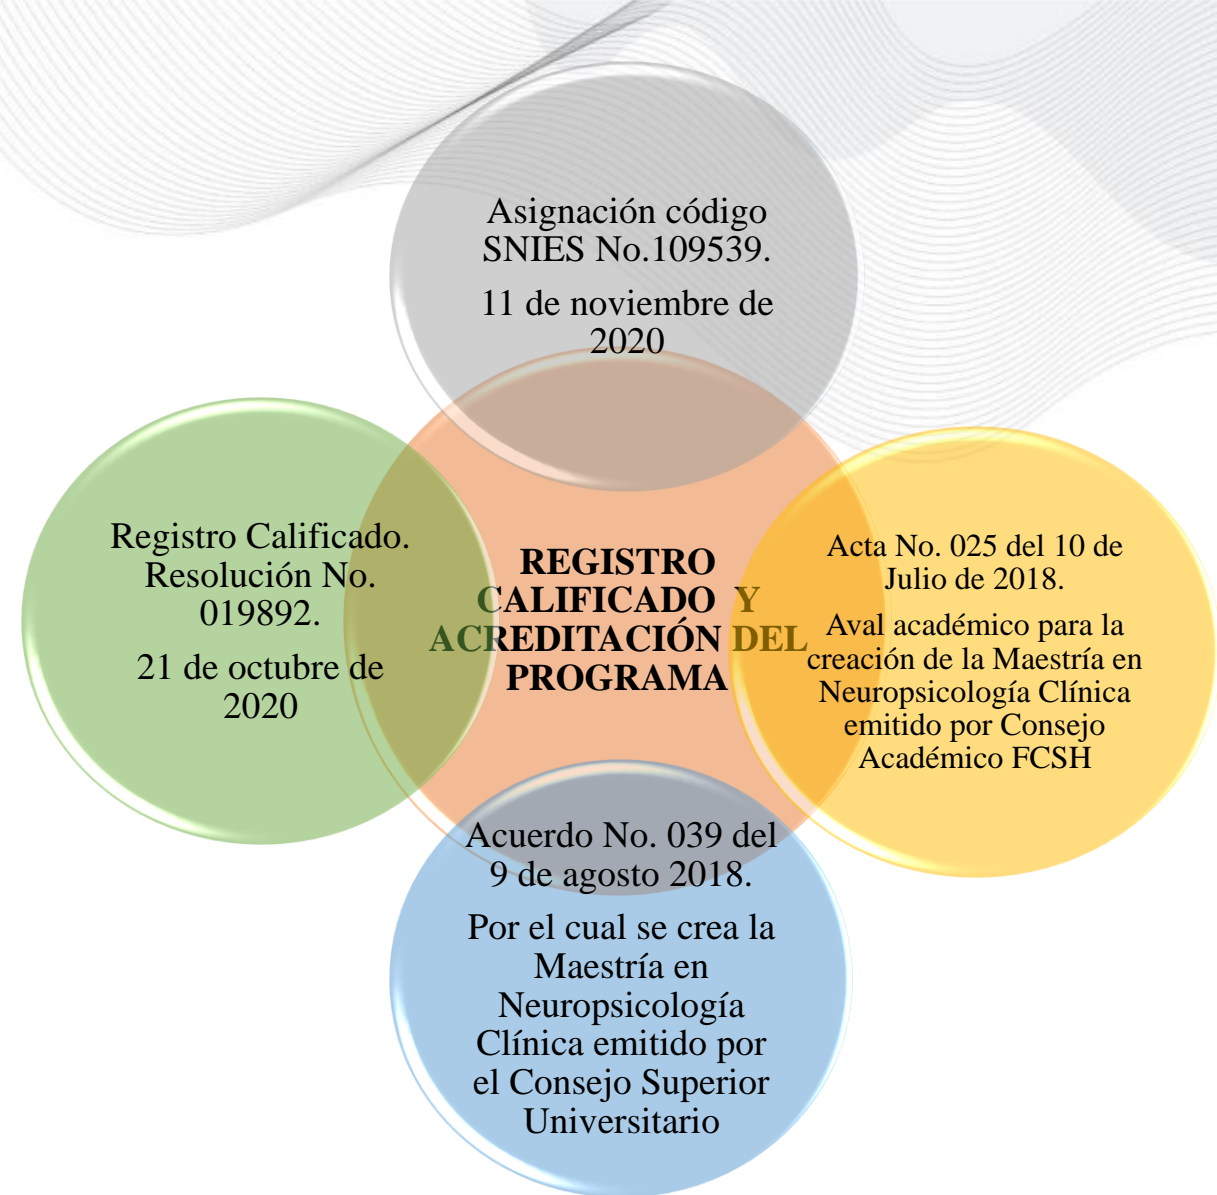 Asignación código
SNIES No.109539.
11 de noviembre de
2020
Registro Calificado.
Resolución No.
019892.
21 de octubre de
2020
REGISTRO
CALIFICADO Y
ACREDITACIÓN DEL
PROGRAMA
Acta No. 025 del 10 de
Julio de 2018.
Aval académico para la
creación de la Maestría en
Neuropsicología Clínica
emitido por Consejo
Académico FCSH
Acuerdo No. 039 del
9 de agosto 2018.
Por el cual se crea la
Maestría en
Neuropsicología
Clínica emitido por
el Consejo Superior
Universitario